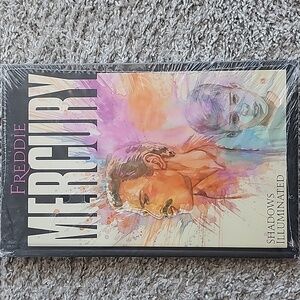 FREDDIE
MERCURY
SHADOWS
ILLUMINATED